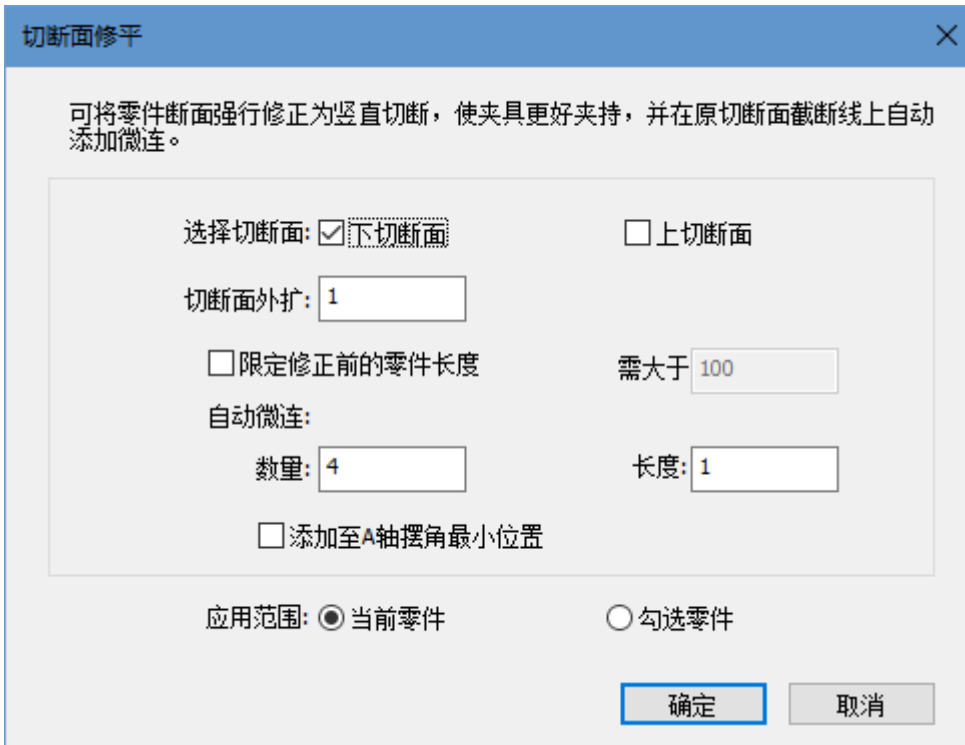 切断面修平
可将零件断面强行修正为竖直切断，使夹具更好夹持，并在原切断面截断线上自动
添加微连。
选择切断面: 下切断面 上切断面
切断面外扩: 1
限定修正前的零件长度 需大于 100
自动微连:
数量: 4 长度: 1
添加至A轴摆角最小位置
应用范围: 当前零件 勾选零件
确定 取消